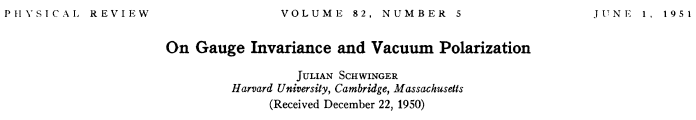 PHYSICAL REVIEW VOLUME 82, NUMBER 5 JUNE 1, 1951
On Gauge Invariance and Vacuum Polarization
JULIAN SCHWINGER
Harvard University, Cambridge, Massachusetts
(Received December 22, 1950)